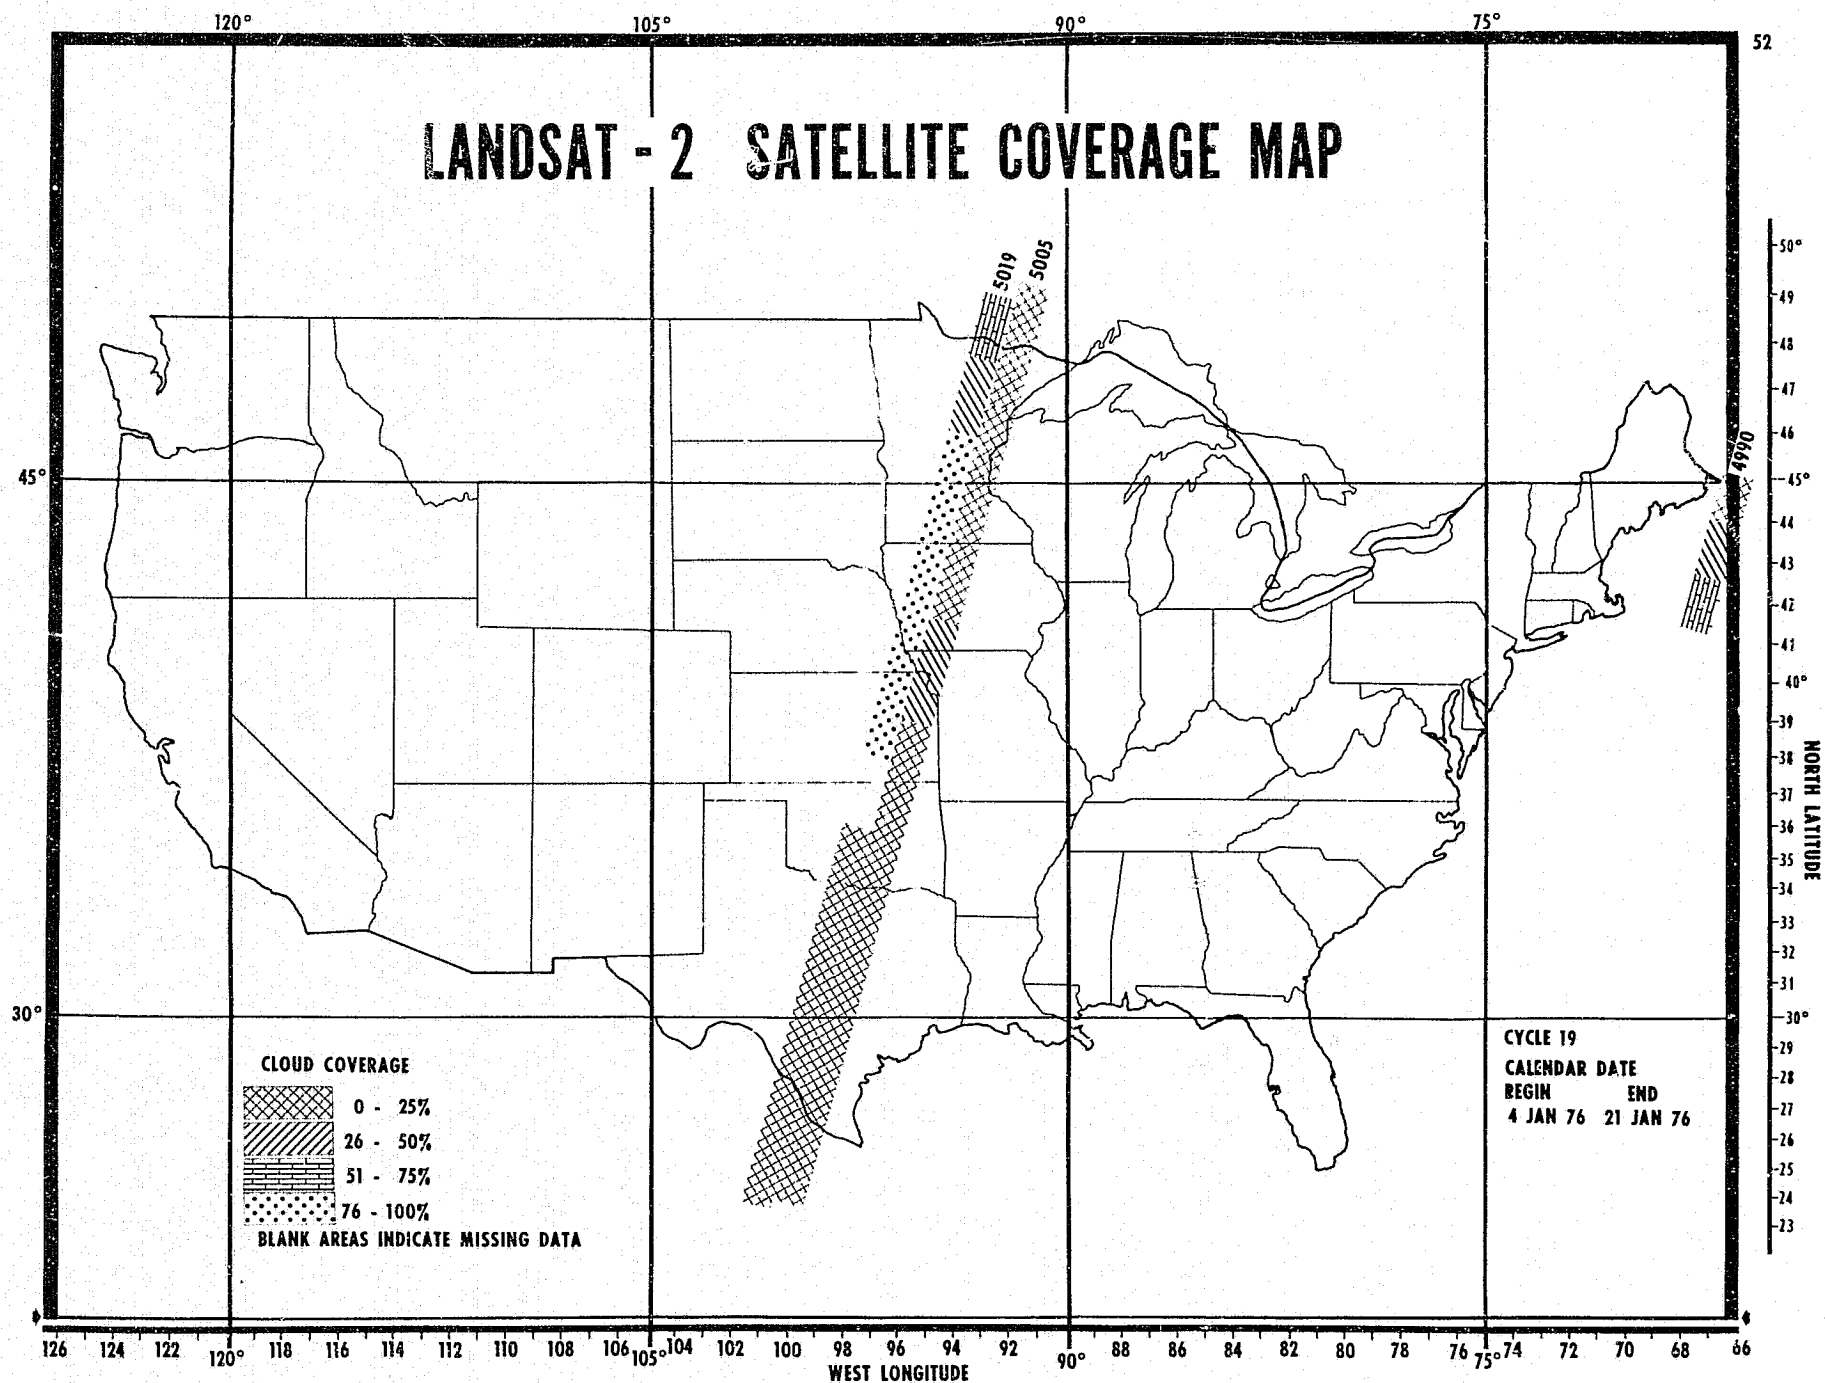 120° 105° 90° 75°
52
LANDSAT - 2 SATELLITE COVERAGE MAP
5019 5005
4990
45°
30°
50°
49
48
47
46
45°
44
43
42
41
40°
39
38
37
36
35
34
33
32
31
30°
29
28
27
26
25
24
23
NORTH LATITUDE
CLOUD COVERAGE
0 - 25%
26 - 50%
51 - 75%
76 - 100%
BLANK AREAS INDICATE MISSING DATA
CYCLE 19
CALENDAR DATE
BEGIN END
4 JAN 76 21 JAN 76
126 124 122 120° 118 116 114 112 110 108 106 105° 104 102 100 98 96 94 92 90° 88 86 84 82 80 78 76 75° 74 72 70 68 66
WEST LONGITUDE